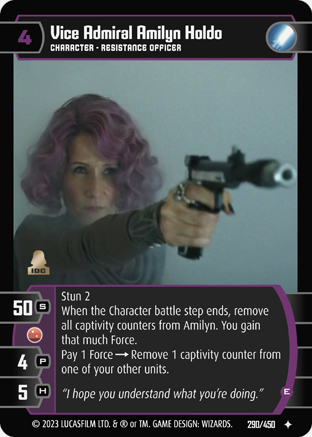 4
Vice Admiral Amilyn Holdo
CHARACTER • RESISTANCE OFFICER
IDC
50 S
4 P
5 H
Stun 2
When the Character battle step ends, remove
all captivity counters from Amilyn. You gain
that much Force.
Pay 1 Force → Remove 1 captivity counter from
one of your other units.
"I hope you understand what you're doing."
E
© 2023 LUCASFILM LTD. & ® or TM. GAME DESIGN: WIZARDS. 290/450